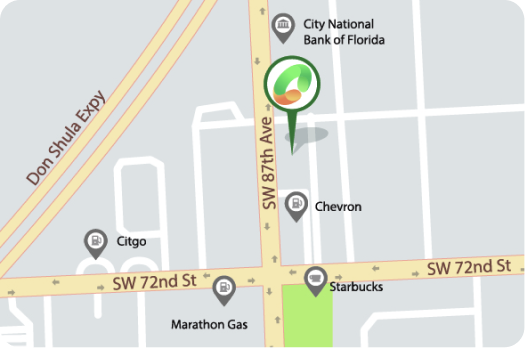 City National
Bank of Florida
Don Shula Expy
SW 87th Ave
Chevron
Citgo
SW 72nd St
SW 72nd St
Starbucks
Marathon Gas